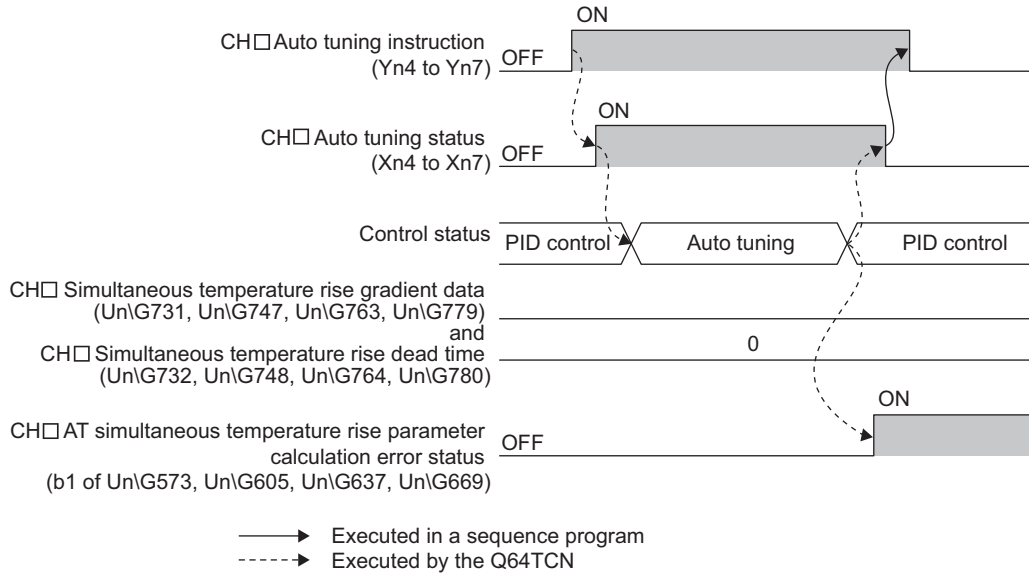 ON
CH□ Auto tuning instruction
(Yn4 to Yn7)
OFF
ON
CH□ Auto tuning status
(Xn4 to Xn7)
OFF
Control status
PID control
Auto tuning
PID control
CH□ Simultaneous temperature rise gradient data
(Un\G731, Un\G747, Un\G763, Un\G779)
and
CH□ Simultaneous temperature rise dead time
(Un\G732, Un\G748, Un\G764, Un\G780)
0
ON
CH□ AT simultaneous temperature rise parameter
calculation error status
(b1 of Un\G573, Un\G605, Un\G637, Un\G669)
OFF
Executed in a sequence program
Executed by the Q64TCN